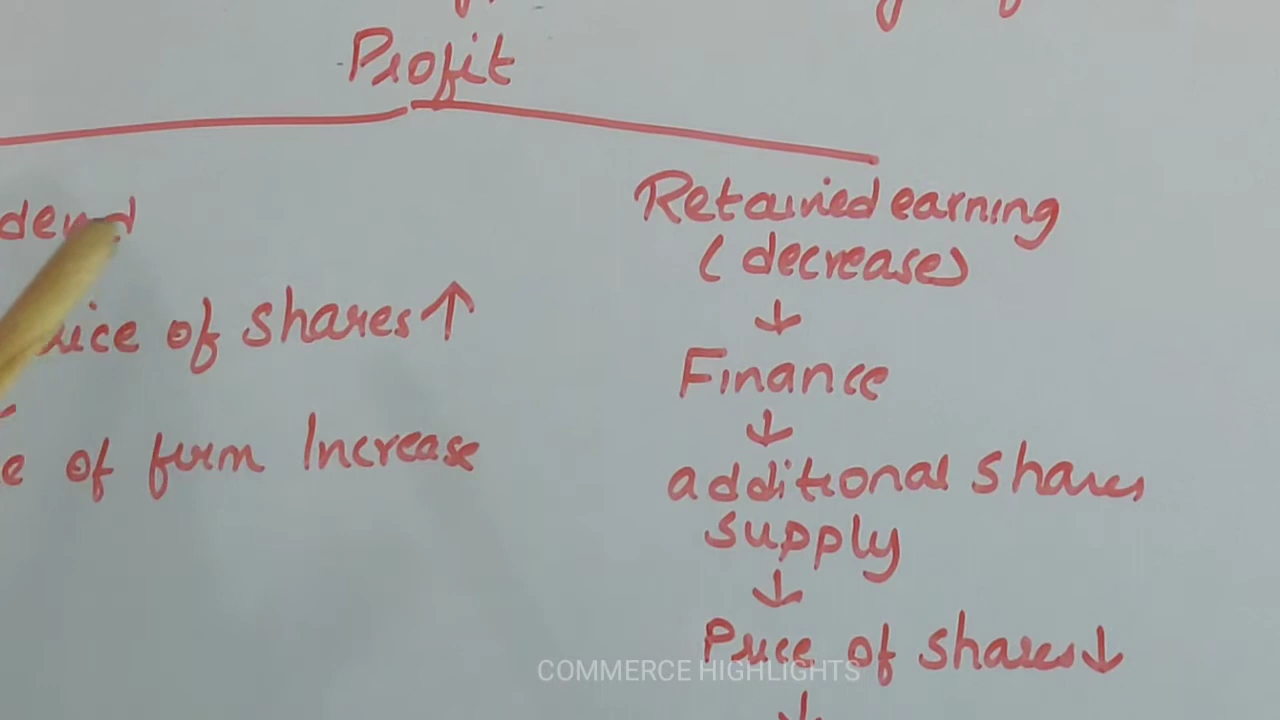 Profit
Retained earning
(decrease)
↓
of shares ↑
Finance
↓
of firm Increase
additional shares
supply
↓
Price of shares ↓
↓
COMMERCE HIGHLIGHTS